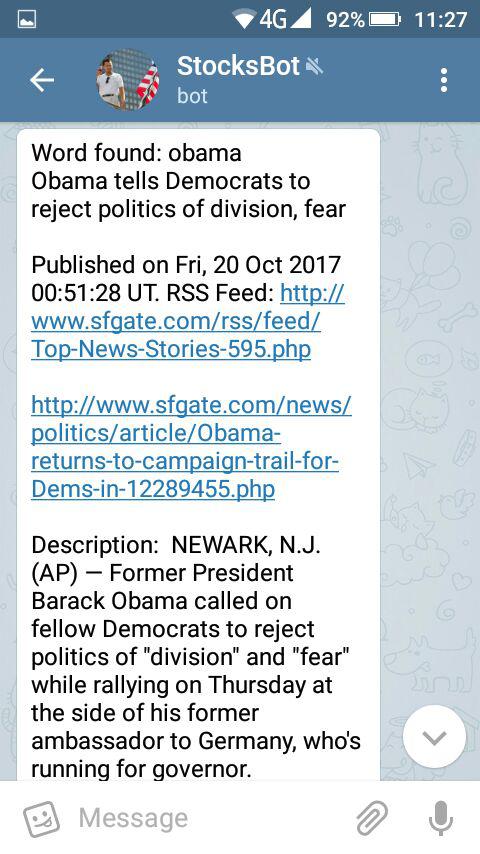 4G 92% 11:27
StocksBot
bot
Word found: obama
Obama tells Democrats to
reject politics of division, fear
Published on Fri, 20 Oct 2017
00:51:28 UT. RSS Feed: http://
www.sfgate.com/rss/feed/
Top-News-Stories-595.php
http://www.sfgate.com/news/
politics/article/Obama-
returns-to-campaign-trail-for-
Dems-in-12289455.php
Description:  NEWARK, N.J.
(AP) — Former President
Barack Obama called on
fellow Democrats to reject
politics of "division" and "fear"
while rallying on Thursday at
the side of his former
ambassador to Germany, who's
running for governor.
Message